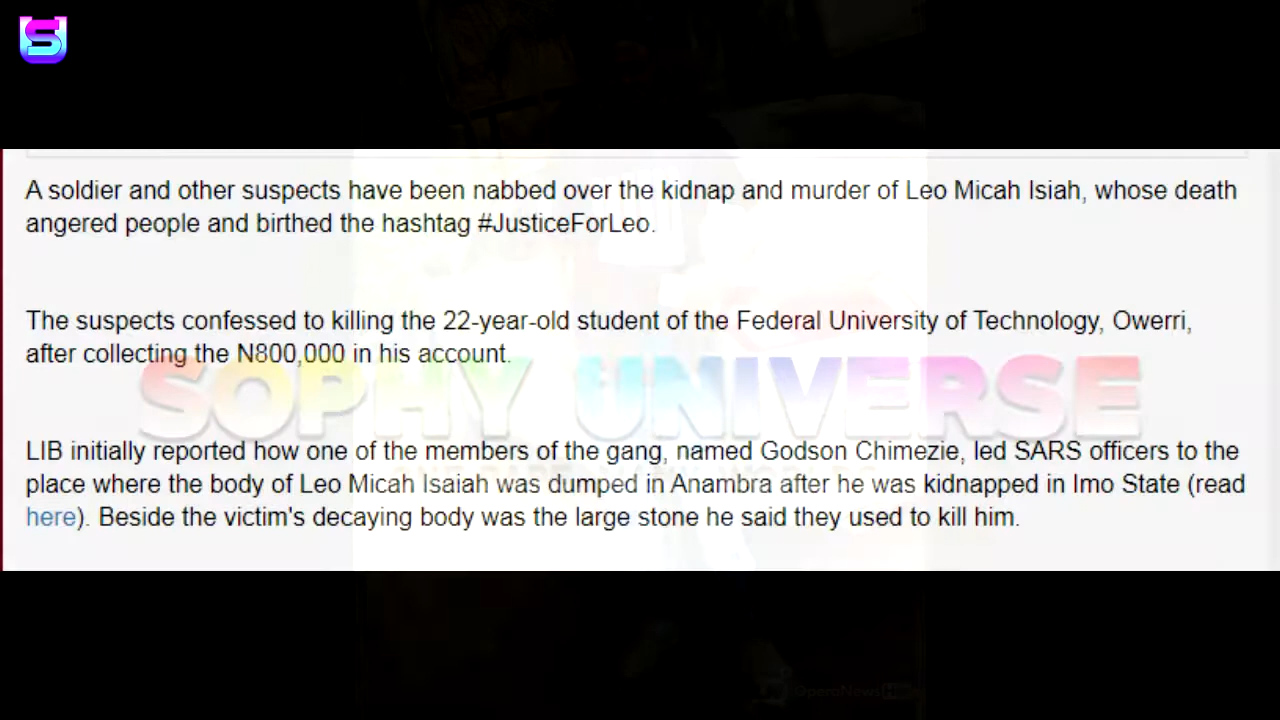 S
A soldier and other suspects have been nabbed over the kidnap and murder of Leo Micah Isiah, whose death
angered people and birthed the hashtag #JusticeForLeo.
The suspects confessed to killing the 22-year-old student of the Federal University of Technology, Owerri,
after collecting the N800,000 in his account.
SOPHY UNIVERSE
LIB initially reported how one of the members of the gang, named Godson Chimezie, led SARS officers to the
place where the body of Leo Micah Isaiah was dumped in Anambra after he was kidnapped in Imo State (read
here). Beside the victim's decaying body was the large stone he said they used to kill him.